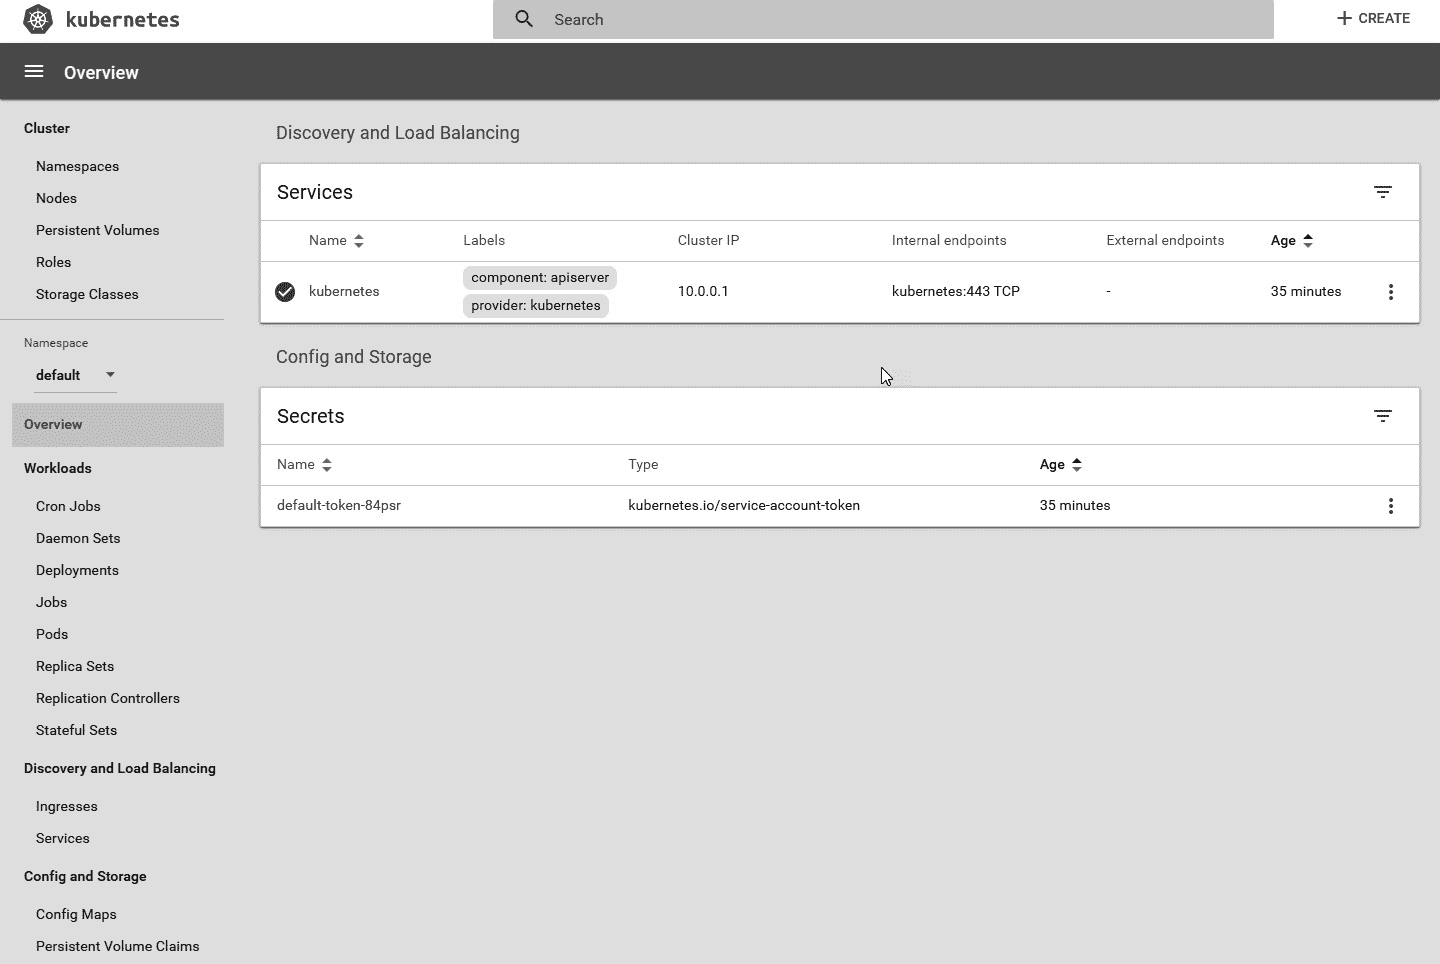 kubernetes
Search
CREATE
Overview
Cluster
Namespaces
Nodes
Persistent Volumes
Roles
Storage Classes
Namespace
default
Overview
Workloads
Cron Jobs
Daemon Sets
Deployments
Jobs
Pods
Replica Sets
Replication Controllers
Stateful Sets
Discovery and Load Balancing
Ingresses
Services
Config and Storage
Config Maps
Persistent Volume Claims
Discovery and Load Balancing
Services
Name Labels Cluster IP Internal endpoints External endpoints Age
kubernetes component: apiserver provider: kubernetes 10.0.0.1 kubernetes:443 TCP - 35 minutes
Config and Storage
Secrets
Name Type Age
default-token-84psr kubernetes.io/service-account-token 35 minutes